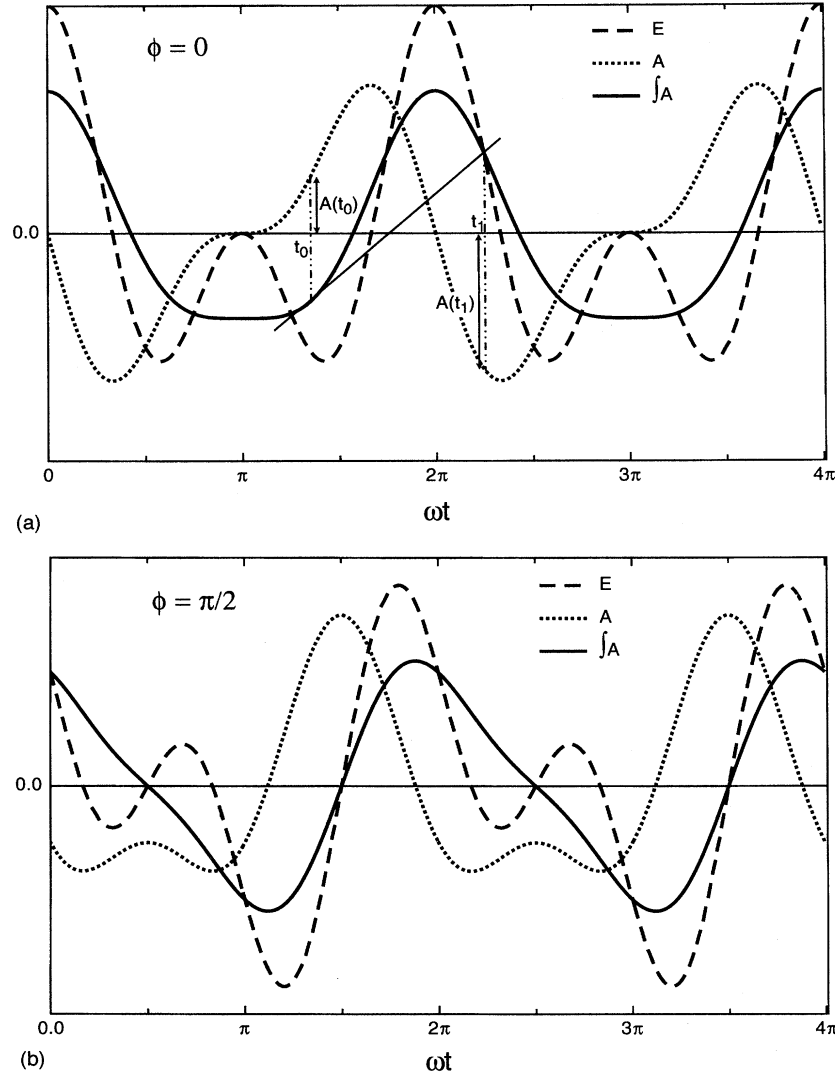 ϕ = 0
E
A
∫A
A(t₀)
0.0
t₀
t₁
A(t₁)
0 π 2π 3π 4π
ωt
(a)
ϕ = π/2
E
A
∫A
0.0
0.0 π 2π 3π 4π
ωt
(b)